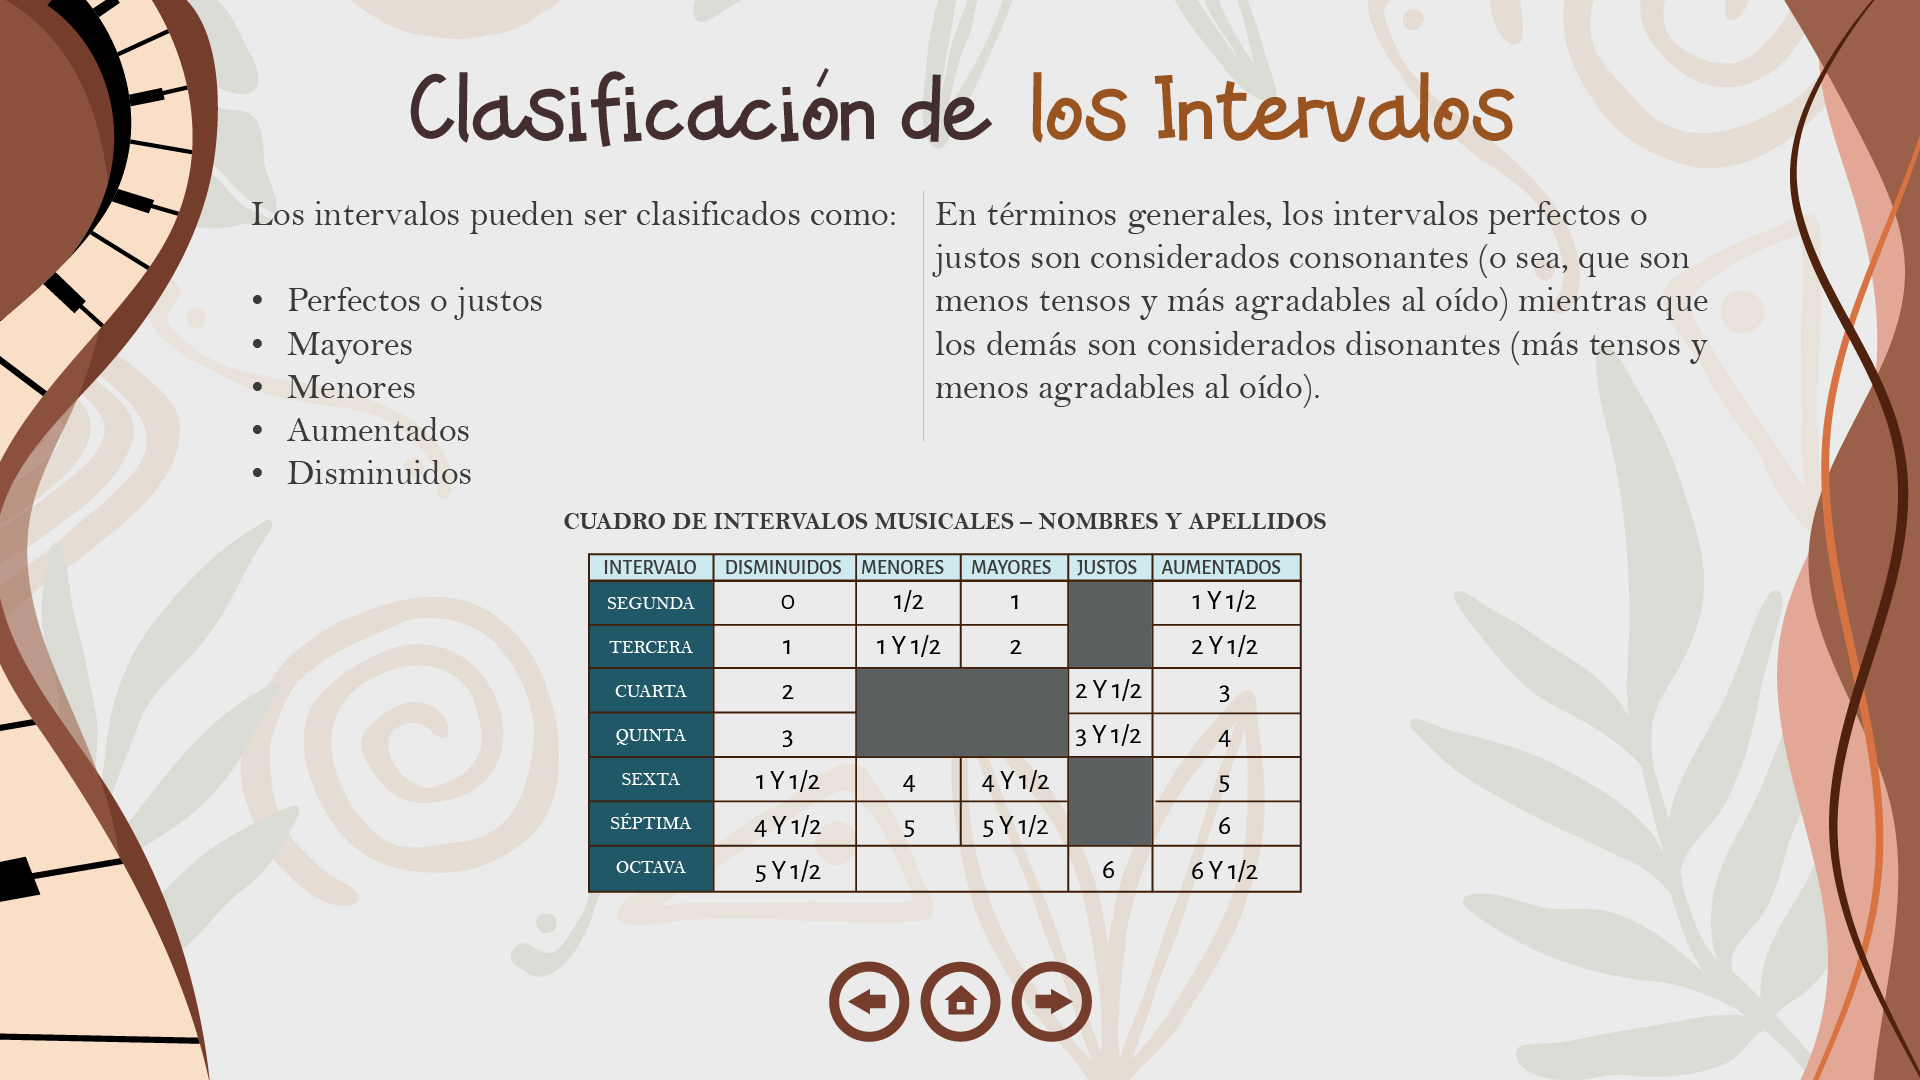 Clasificación de los Intervalos
Los intervalos pueden ser clasificados como:
• Perfectos o justos
• Mayores
• Menores
• Aumentados
• Disminuidos
En términos generales, los intervalos perfectos o
justos son considerados consonantes (o sea, que son
menos tensos y más agradables al oído) mientras que
los demás son considerados disonantes (más tensos y
menos agradables al oído).
CUADRO DE INTERVALOS MUSICALES – NOMBRES Y APELLIDOS
INTERVALO DISMINUIDOS MENORES MAYORES JUSTOS AUMENTADOS
SEGUNDA 0 1/2 1 1 Y 1/2
TERCERA 1 1 Y 1/2 2 2 Y 1/2
CUARTA 2 2 Y 1/2 3
QUINTA 3 3 Y 1/2 4
SEXTA 1 Y 1/2 4 4 Y 1/2 5
SÉPTIMA 4 Y 1/2 5 5 Y 1/2 6
OCTAVA 5 Y 1/2 6 6 Y 1/2